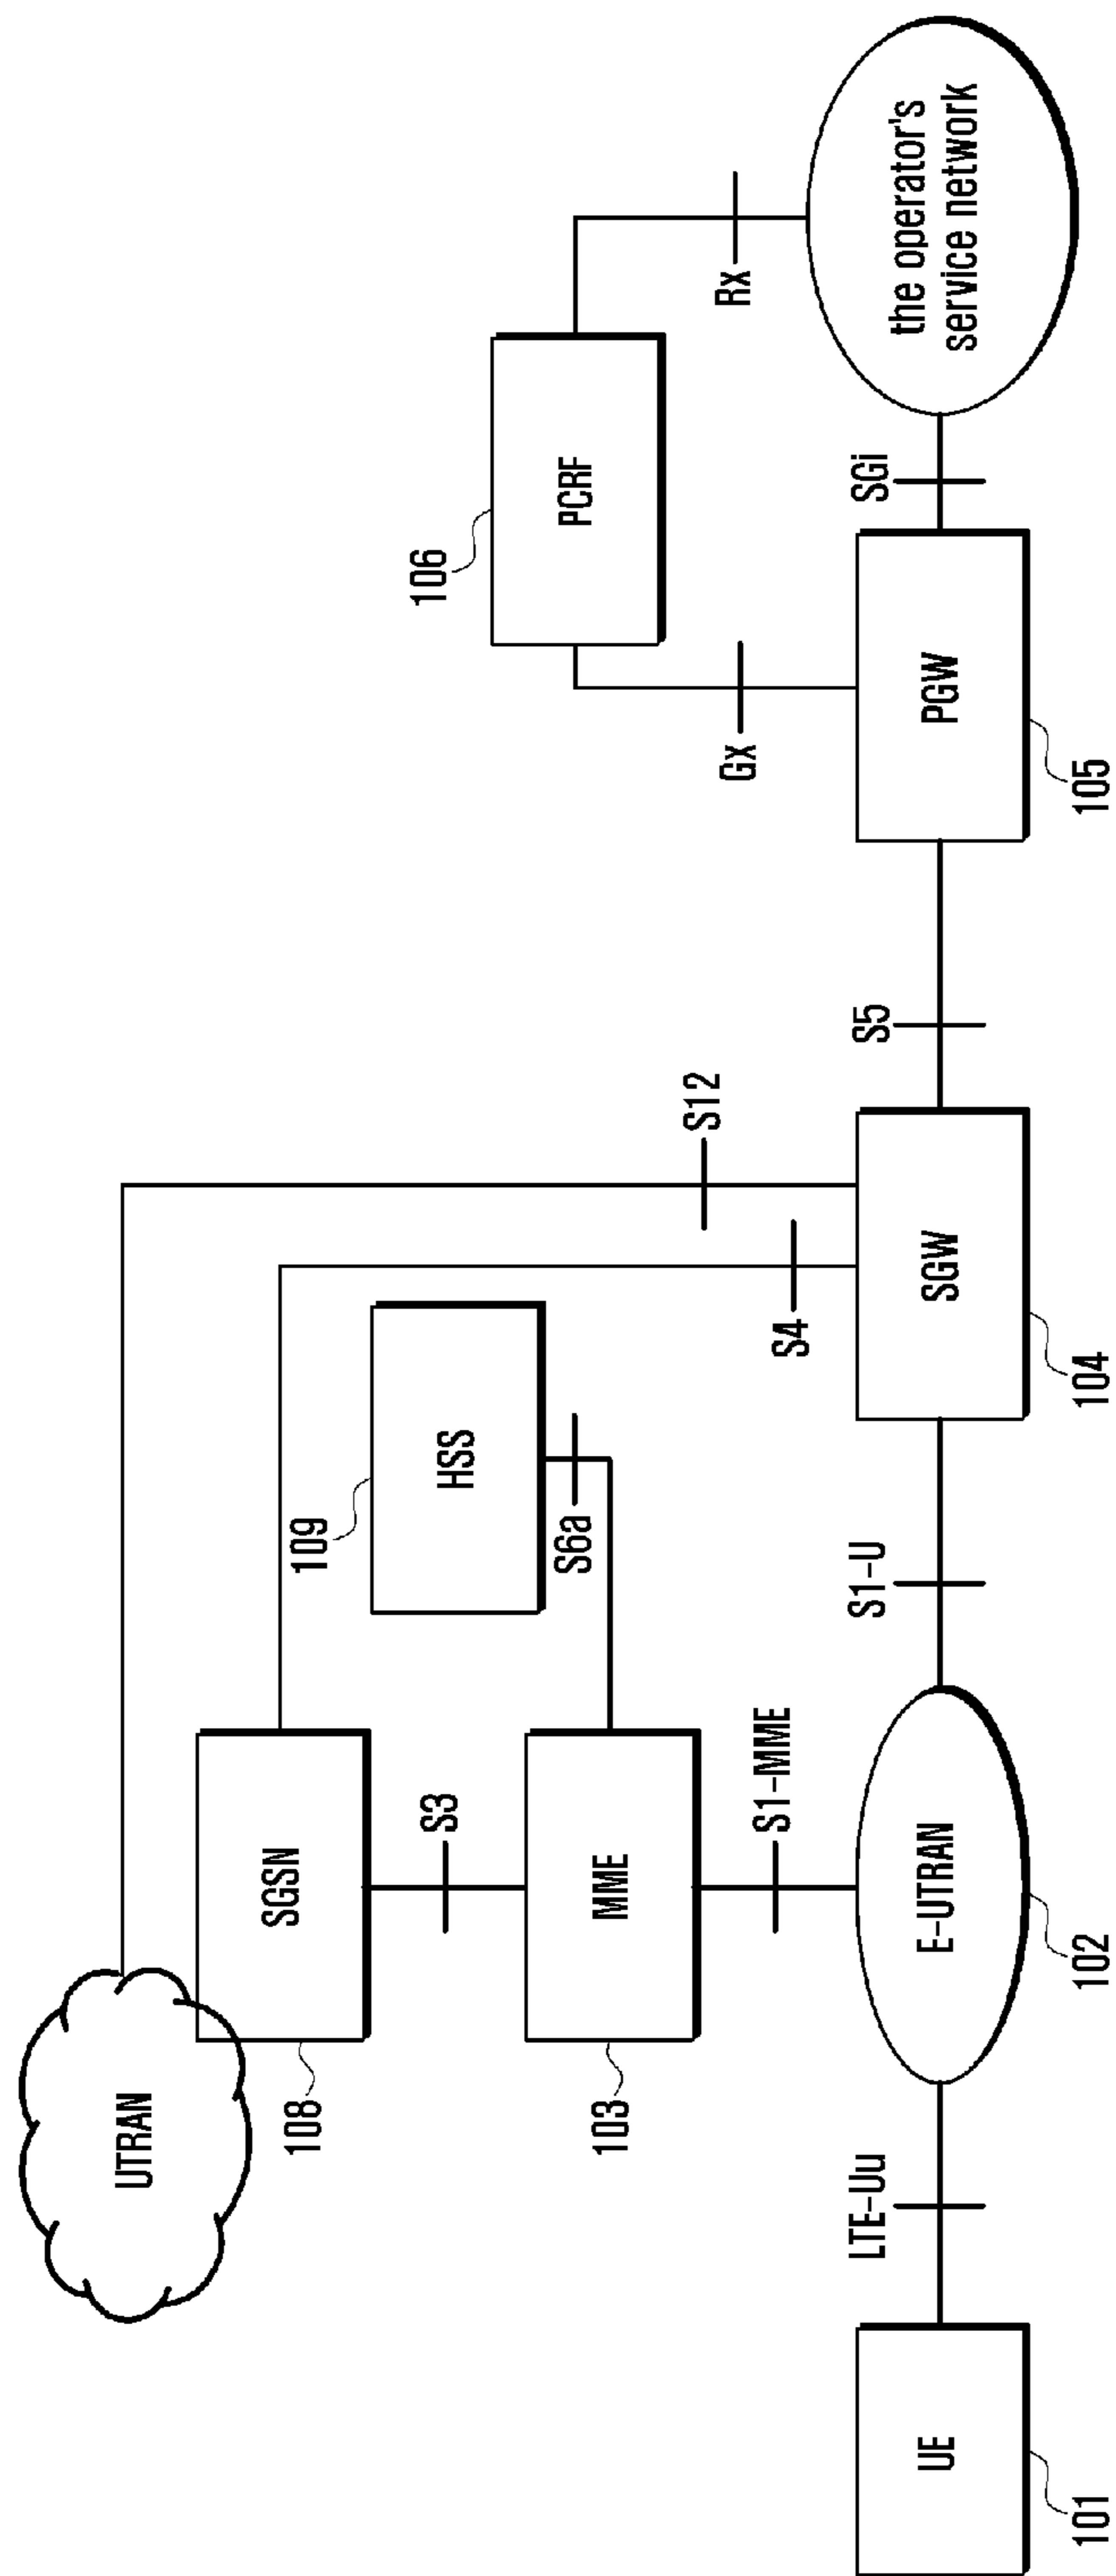 UTRAN
SGSN
108
S3
109
HSS
S6a
MME
103
S1-MME
S12
S4
106
PCRF
Gx
Rx
LTE-Uu
S1-U
S5
SGi
UE
101
E-UTRAN
102
SGW
104
PGW
105
the operator's
service network